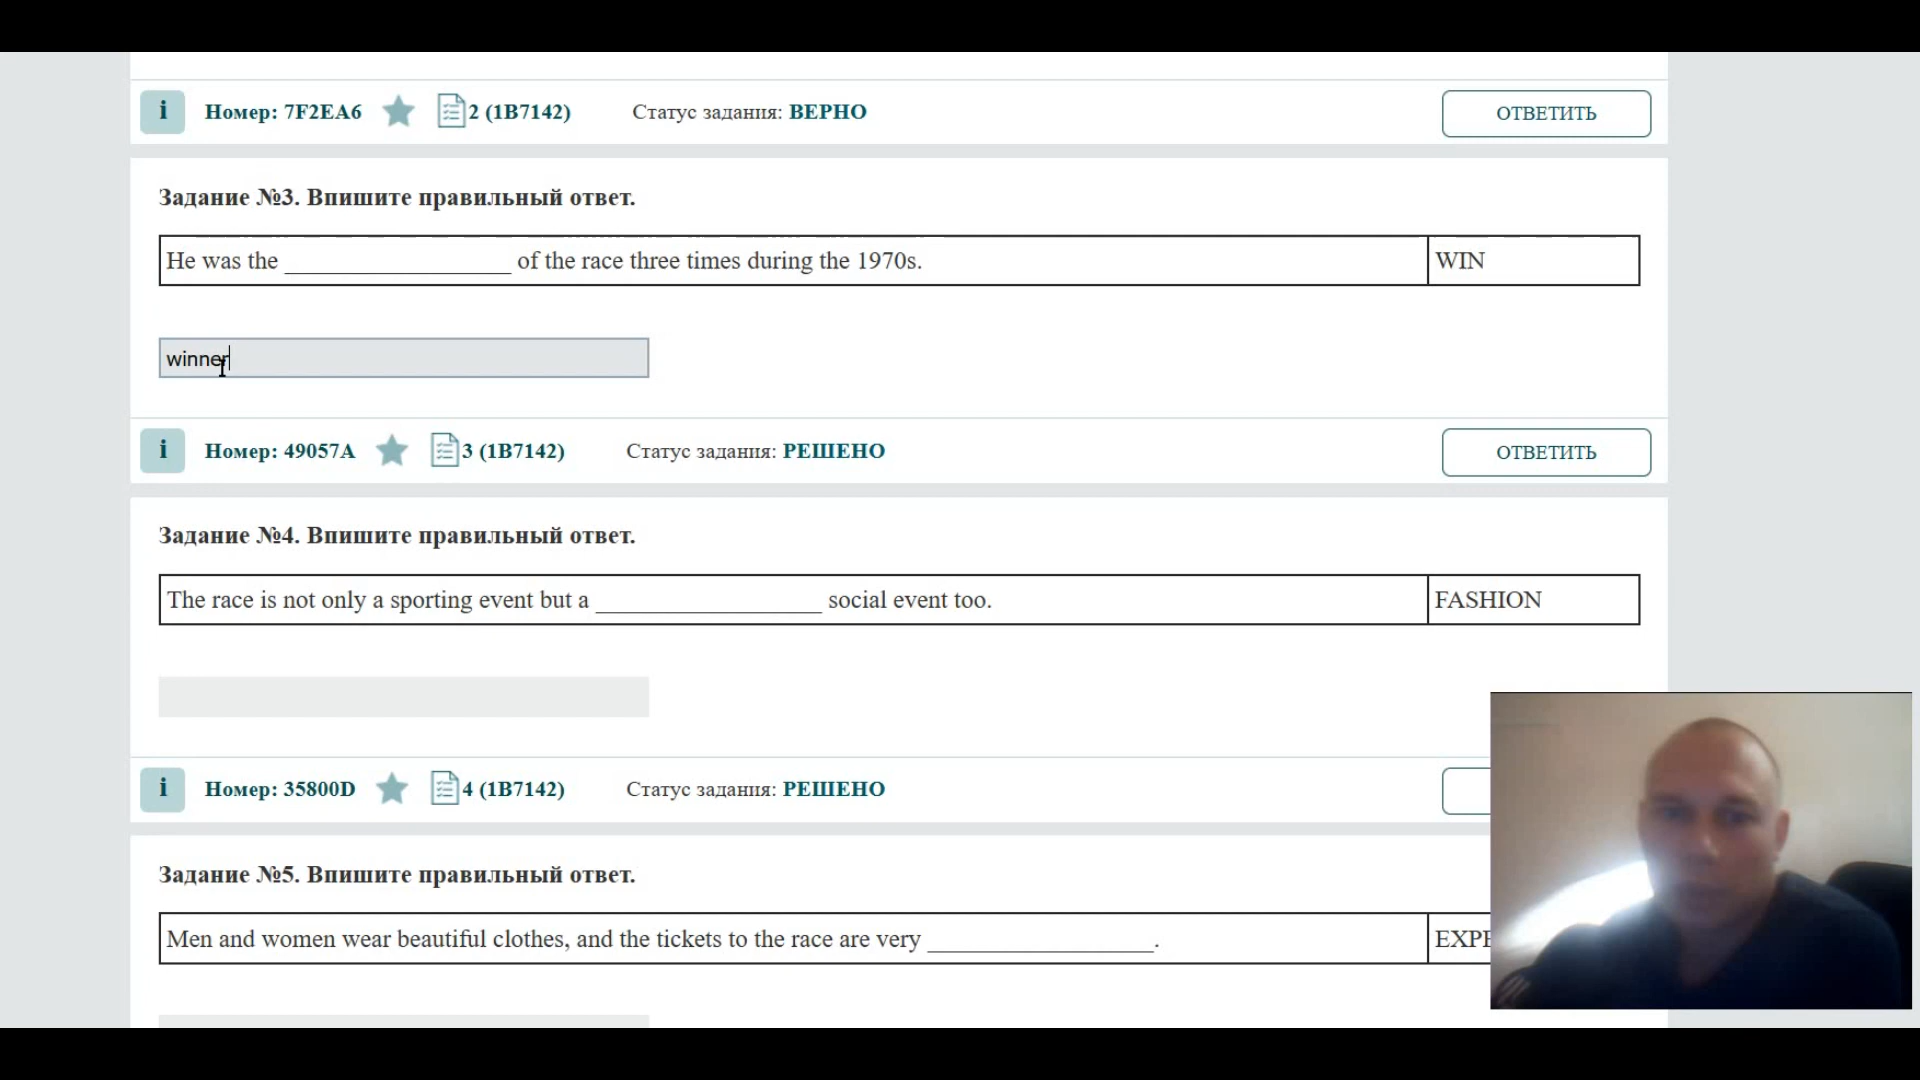 i Номер: 7F2EA6 2 (1B7142) Статус задания: ВЕРНО ОТВЕТИТЬ
Задание №3. Впишите правильный ответ.
He was the _________________ of the race three times during the 1970s. WIN
winner
i Номер: 49057A 3 (1B7142) Статус задания: РЕШЕНО ОТВЕТИТЬ
Задание №4. Впишите правильный ответ.
The race is not only a sporting event but a _________________ social event too. FASHION
i Номер: 35800D 4 (1B7142) Статус задания: РЕШЕНО
Задание №5. Впишите правильный ответ.
Men and women wear beautiful clothes, and the tickets to the race are very _________________.